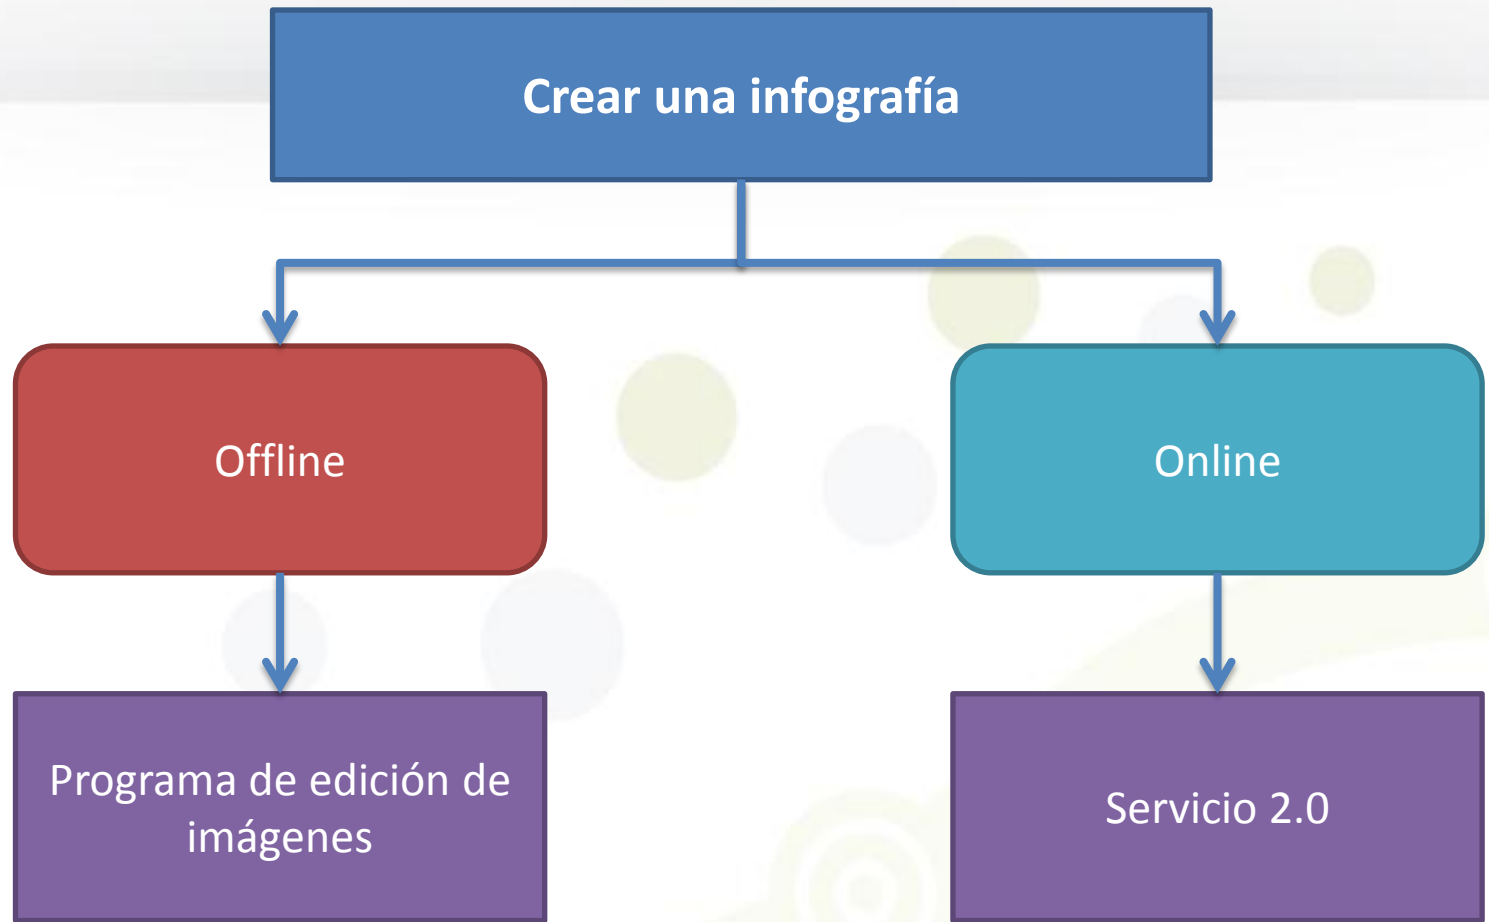 Crear una infografía
Offline
Online
Programa de edición de
imágenes
Servicio 2.0